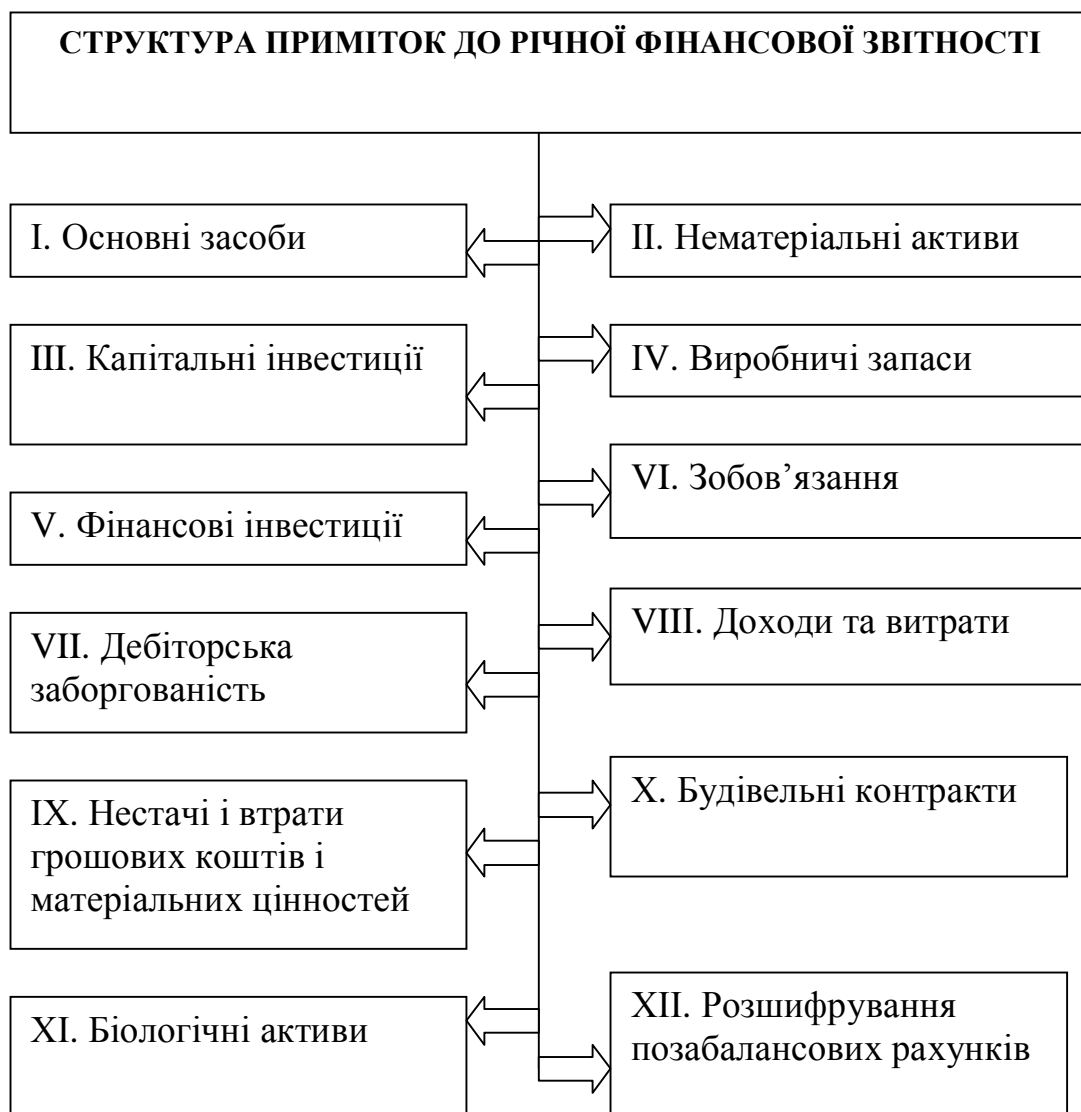 СТРУКТУРА ПРИМІТОК ДО РІЧНОЇ ФІНАНСОВОЇ ЗВІТНОСТІ
І. Основні засоби
ІІ. Нематеріальні активи
ІІІ. Капітальні інвестиції
IV. Виробничі запаси
V. Фінансові інвестиції
VI. Зобов’язання
VII. Дебіторська
заборгованість
VIII. Доходи та витрати
IX. Нестачі і втрати
грошових коштів і
матеріальних цінностей
X. Будівельні контракти
XI. Біологічні активи
XII. Розшифрування
позабалансових рахунків